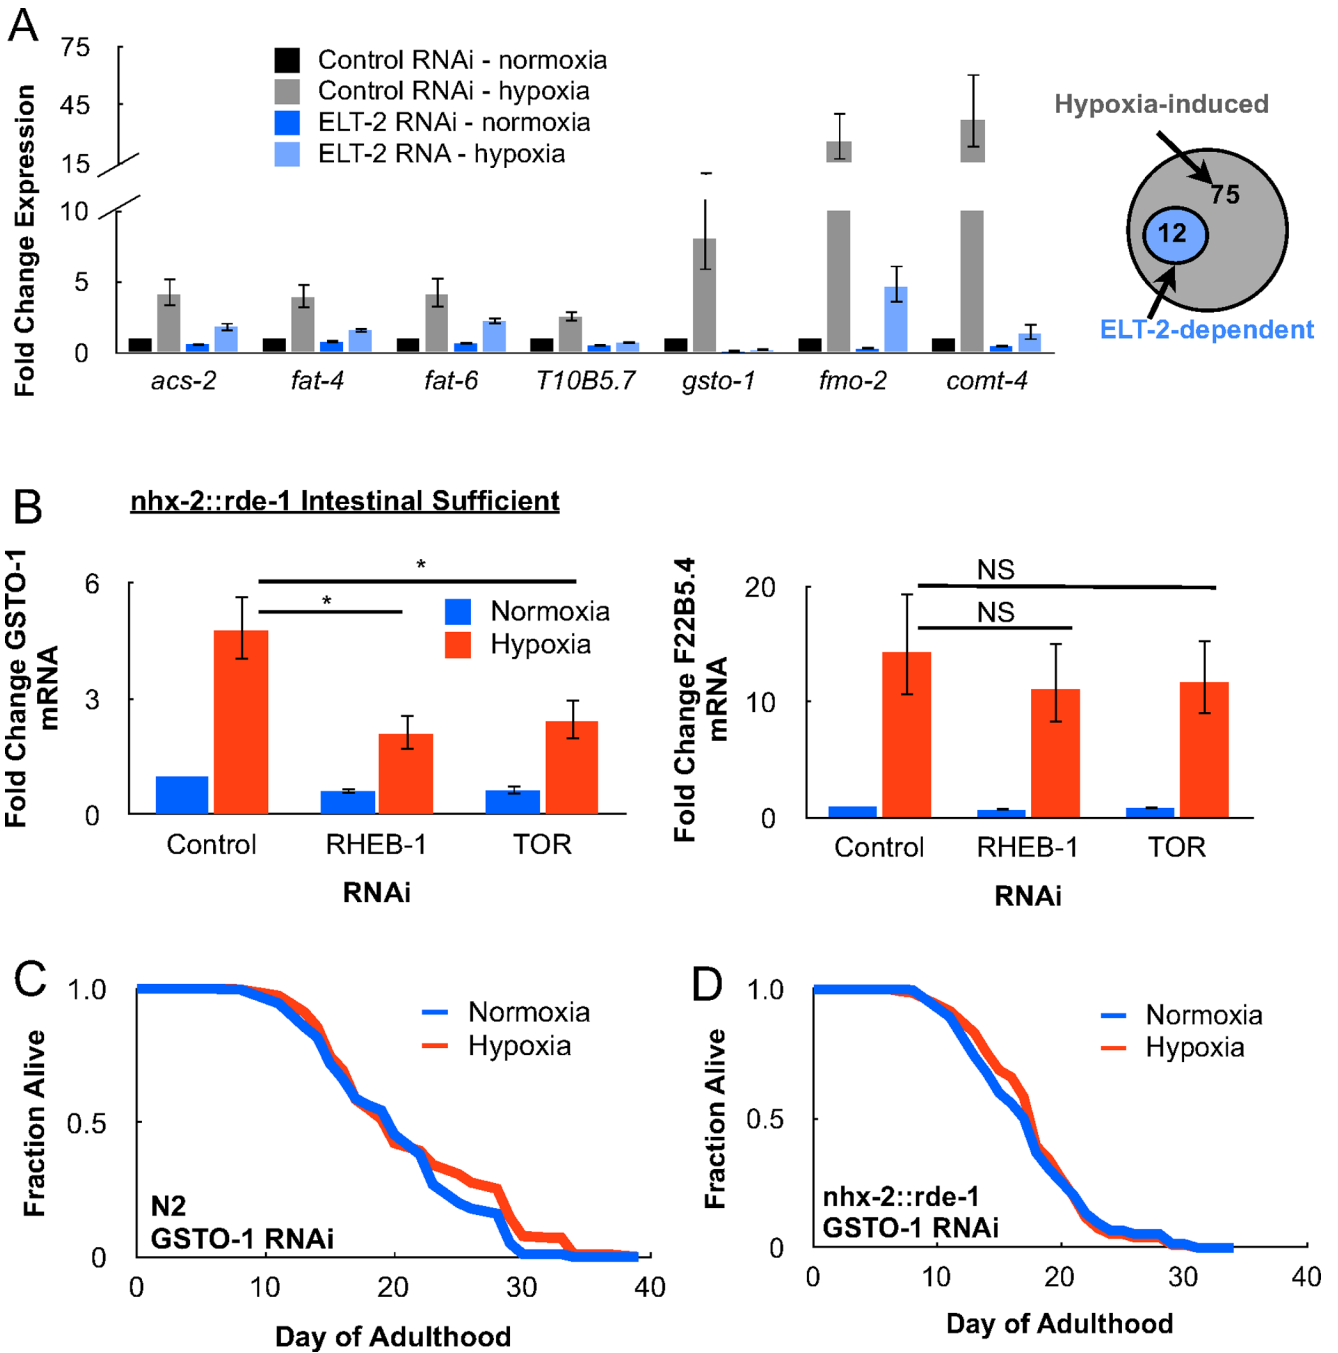 A
75
45
15
10
5
0
Fold Change Expression
Control RNAi - normoxia
Control RNAi - hypoxia
ELT-2 RNAi - normoxia
ELT-2 RNA - hypoxia
acs-2 fat-4 fat-6 T10B5.7 gsto-1 fmo-2 comt-4
Hypoxia-induced
75
12
ELT-2-dependent
B
nhx-2::rde-1 Intestinal Sufficient
Fold Change GSTO-1
mRNA
6
3
0
*
*
Normoxia
Hypoxia
Control RHEB-1 TOR
RNAi
Fold Change F22B5.4
mRNA
20
10
0
NS
NS
Control RHEB-1 TOR
RNAi
C
Fraction Alive
1.0
0.5
0
Normoxia
Hypoxia
N2
GSTO-1 RNAi
0 10 20 30 40
Day of Adulthood
D
Fraction Alive
1.0
0.5
0
Normoxia
Hypoxia
nhx-2::rde-1
GSTO-1 RNAi
0 10 20 30 40
Day of Adulthood